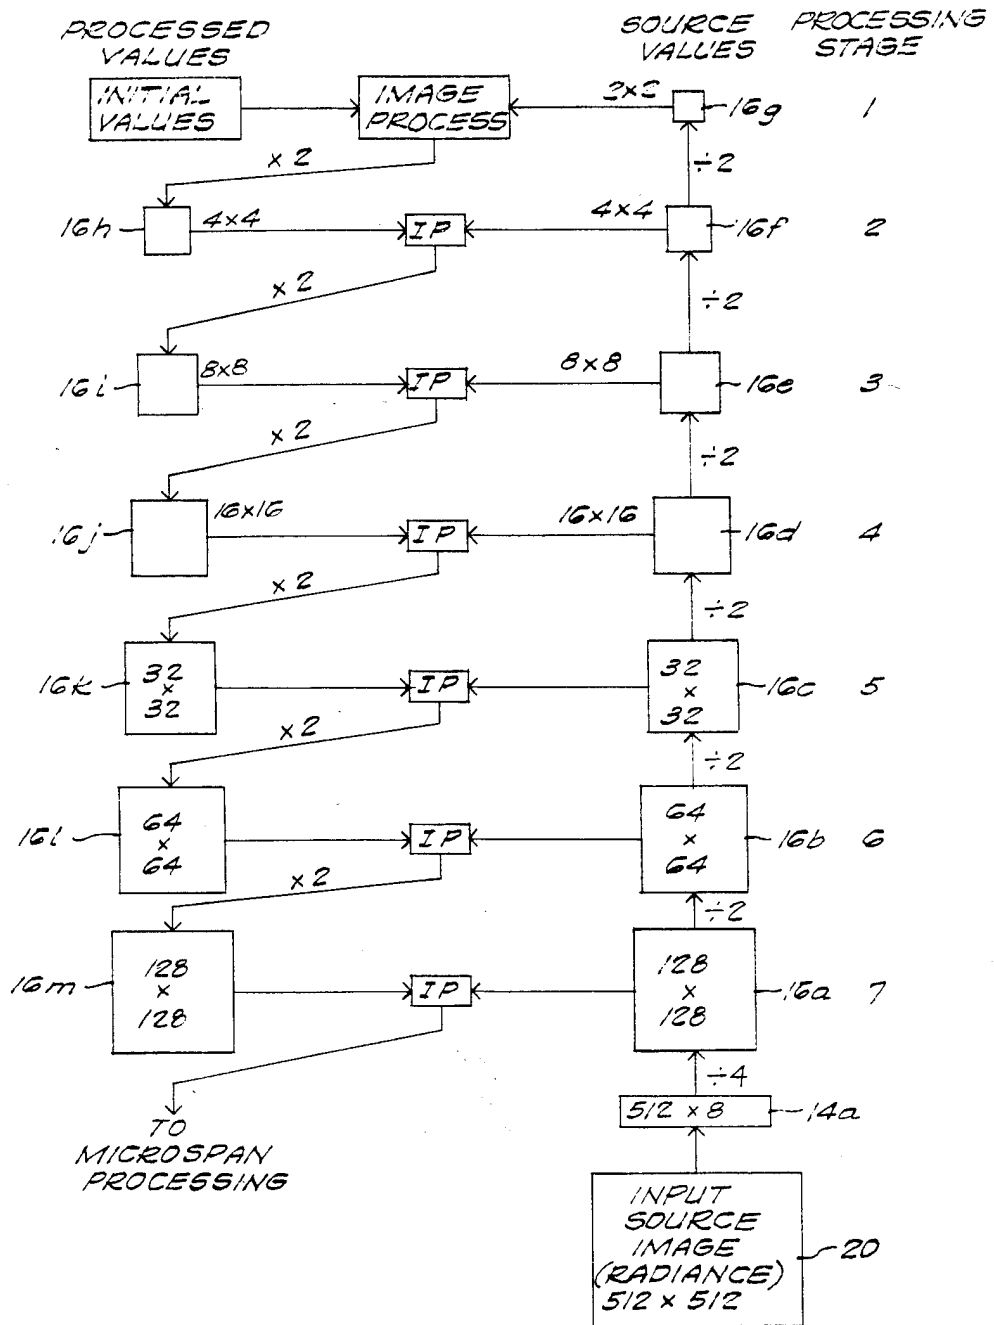 PROCESSED VALUES
SOURCE VALUES
PROCESSING STAGE
INITIAL VALUES
IMAGE PROCESS
2×2
16g
1
× 2
÷2
16h
4×4
IP
4×4
16f
2
× 2
÷2
16i
8×8
IP
8×8
16e
3
× 2
÷2
16j
16×16
IP
16×16
16d
4
× 2
÷2
16k
32 × 32
IP
32 × 32
16c
5
×2
÷2
16l
64 × 64
IP
64 × 64
16b
6
×2
÷2
16m
128 × 128
IP
128 × 128
16a
7
÷4
512 × 8
14a
TO MICROSPAN PROCESSING
INPUT SOURCE IMAGE (RADIANCE) 512 × 512
20